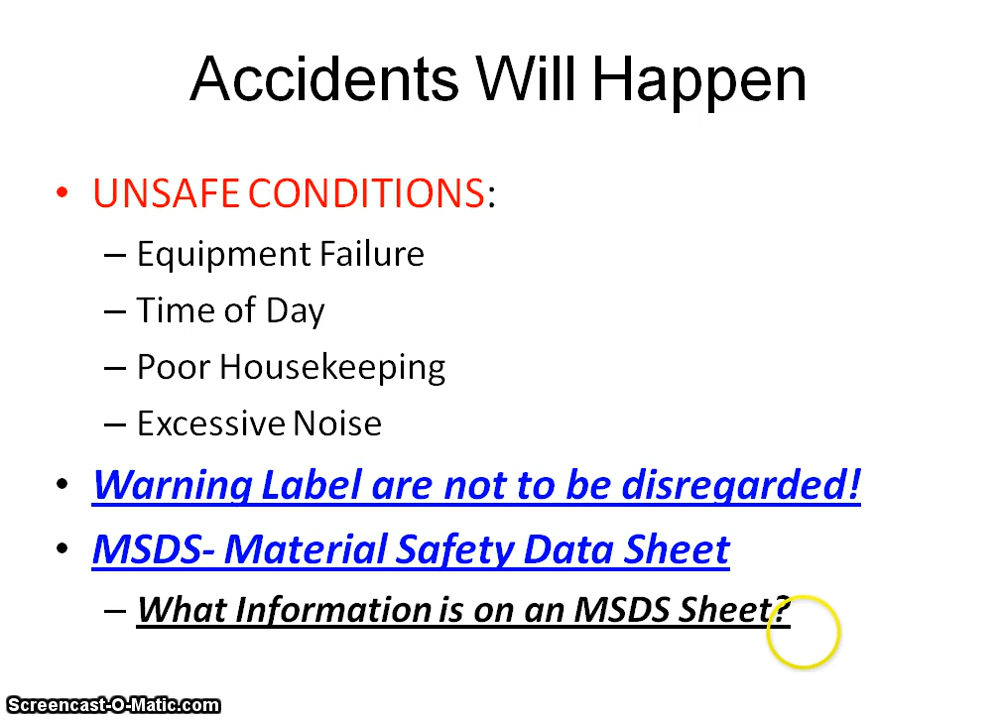 Accidents Will Happen
• UNSAFE CONDITIONS:
– Equipment Failure
– Time of Day
– Poor Housekeeping
– Excessive Noise
• Warning Label are not to be disregarded!
• MSDS- Material Safety Data Sheet
– What Information is on an MSDS Sheet?
Screencast-O-Matic.com